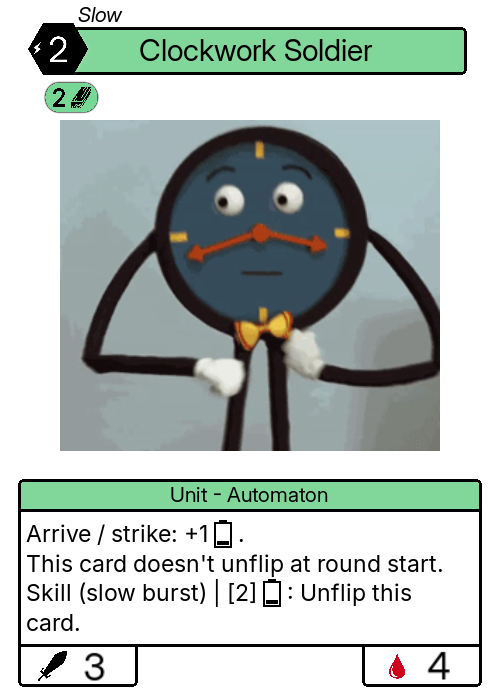 Slow
2
Clockwork Soldier
2
Unit - Automaton
Arrive / strike: +1 .
This card doesn't unflip at round start.
Skill (slow burst) | [2] : Unflip this
card.
3
4